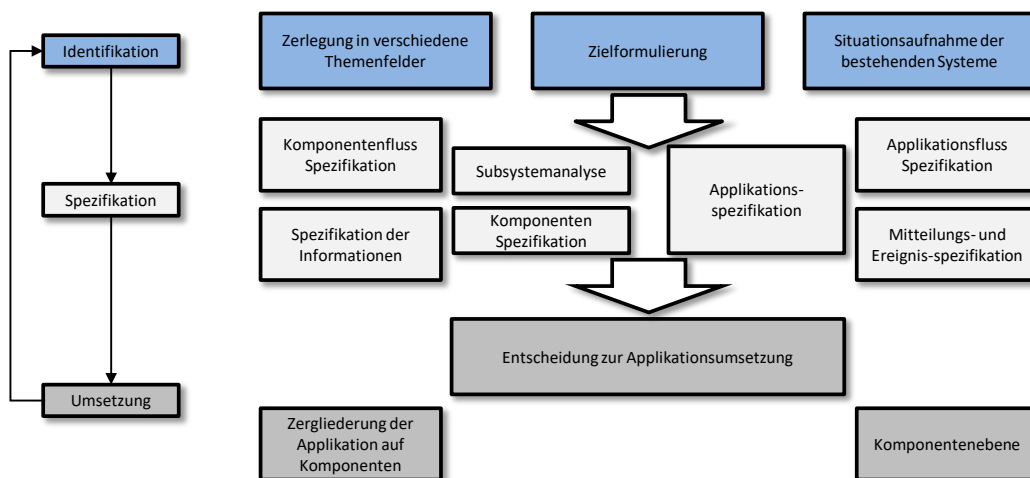 Identifikation
Spezifikation
Umsetzung
Zerlegung in verschiedene
Themenfelder
Zielformulierung
Situationsaufnahme der
bestehenden Systeme
Komponentenfluss
Spezifikation
Subsystemanalyse
Applikations-
spezifikation
Applikationsfluss
Spezifikation
Spezifikation der
Informationen
Komponenten
Spezifikation
Mitteilungs- und
Ereignis-spezifikation
Entscheidung zur Applikationsumsetzung
Zergliederung der
Applikation auf
Komponenten
Komponentenebene